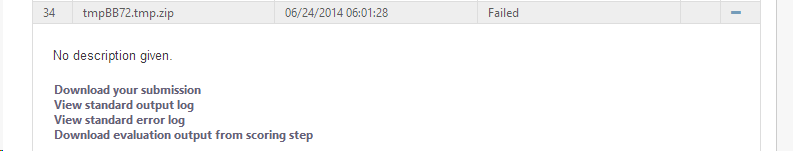 34 tmpBB72.tmp.zip 06/24/2014 06:01:28 Failed
No description given.
Download your submission
View standard output log
View standard error log
Download evaluation output from scoring step